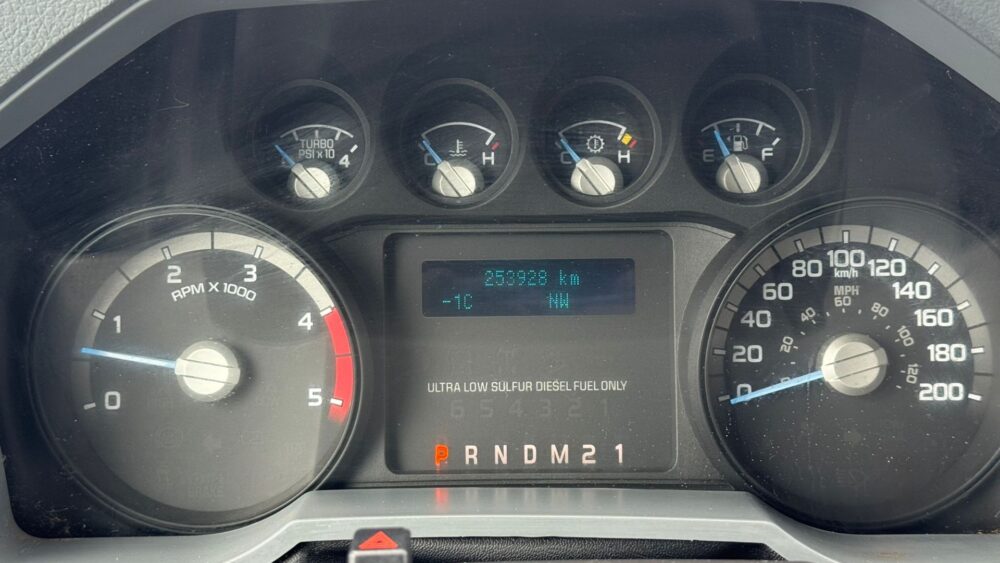 TURBO
PSI x 10
4
C H
C H
E F
0 1 2 3 4 5
RPM X 1000
253928 km
-1C NW
ULTRA LOW SULFUR DIESEL FUEL ONLY
6 5 4 3 2 1
P R N D M 2 1
0 20 40 60 80 100 120 140 160 180 200
km/h
MPH
20 40 60 80 100 120
BRAKE